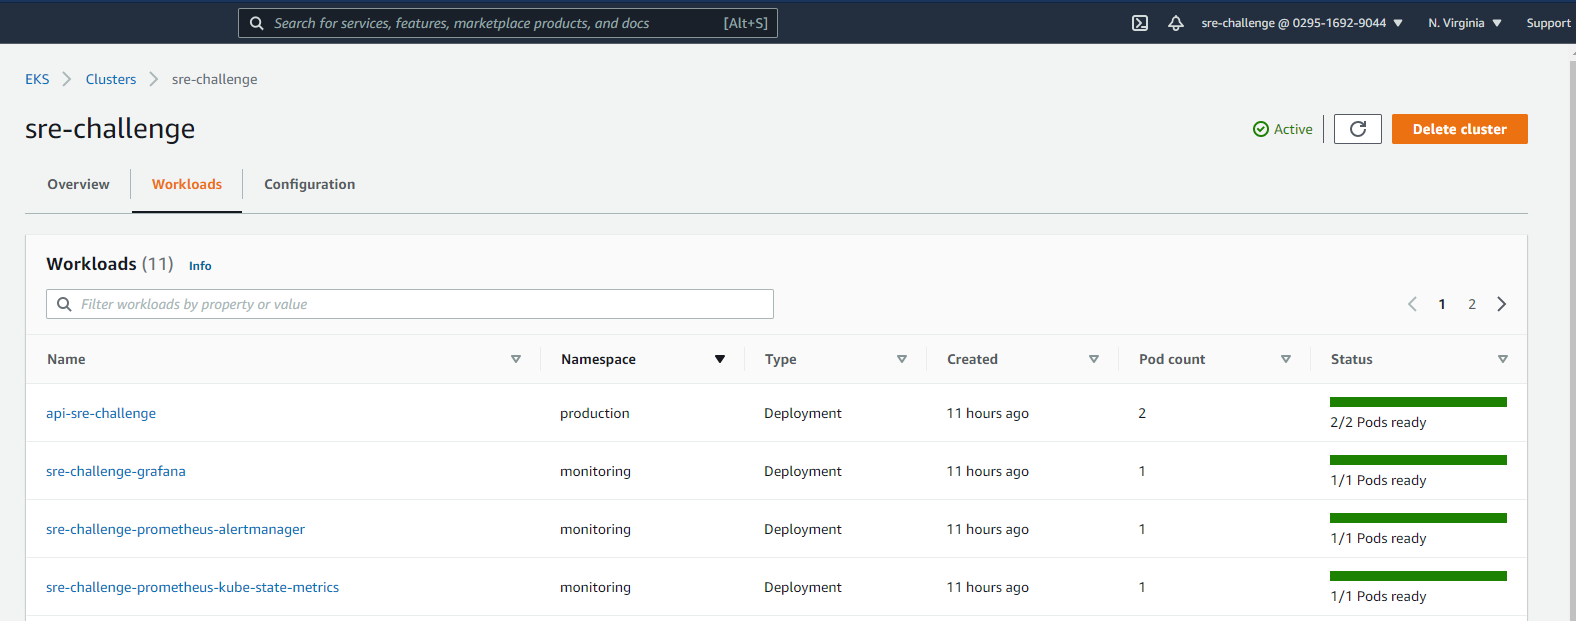 Search for services, features, marketplace products, and docs [Alt+S] sre-challenge @ 0295-1692-9044 N. Virginia Support
EKS Clusters sre-challenge
sre-challenge Active Delete cluster
Overview Workloads Configuration
Workloads (11) Info
Filter workloads by property or value 1 2
Name Namespace Type Created Pod count Status
api-sre-challenge production Deployment 11 hours ago 2 2/2 Pods ready
sre-challenge-grafana monitoring Deployment 11 hours ago 1 1/1 Pods ready
sre-challenge-prometheus-alertmanager monitoring Deployment 11 hours ago 1 1/1 Pods ready
sre-challenge-prometheus-kube-state-metrics monitoring Deployment 11 hours ago 1 1/1 Pods ready